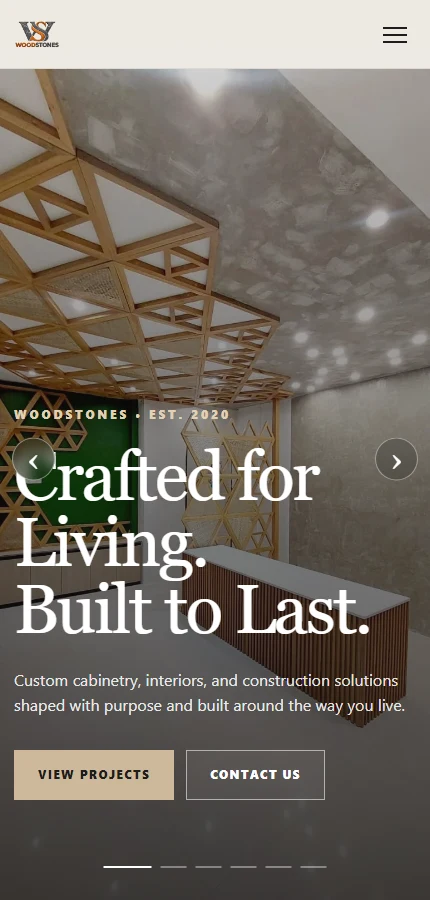 WS
WOODSTONES
WOODSTONES • EST. 2020
Crafted for
Living.
Built to Last.
Custom cabinetry, interiors, and construction solutions
shaped with purpose and built around the way you live.
VIEW PROJECTS
CONTACT US